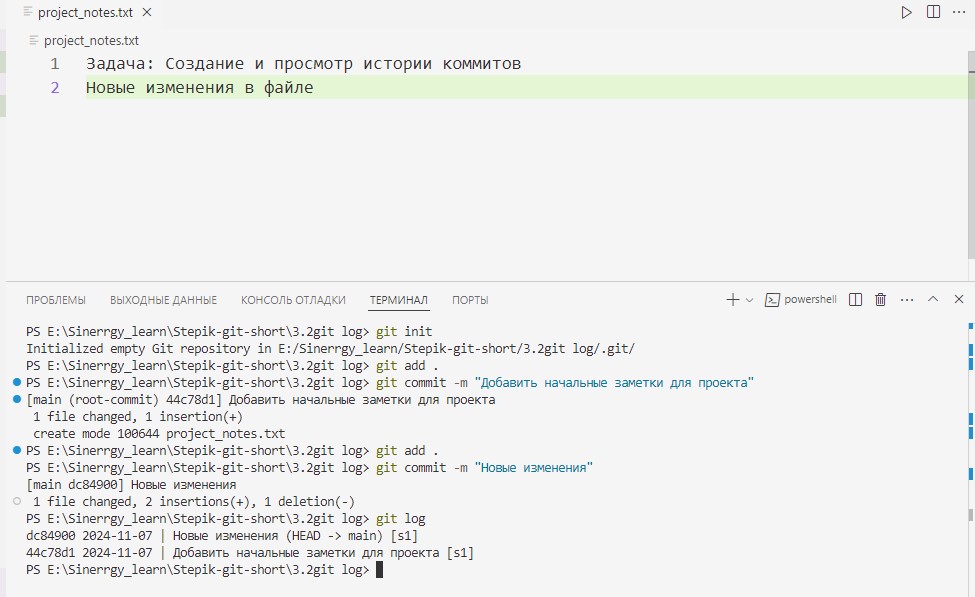 project_notes.txt
project_notes.txt
1 Задача: Создание и просмотр истории коммитов
2 Новые изменения в файле
ПРОБЛЕМЫ ВЫХОДНЫЕ ДАННЫЕ КОНСОЛЬ ОТЛАДКИ ТЕРМИНАЛ ПОРТЫ powershell
PS E:\Sinerrgy_learn\Stepik-git-short\3.2git log> git init
Initialized empty Git repository in E:/Sinerrgy_learn/Stepik-git-short/3.2git log/.git/
PS E:\Sinerrgy_learn\Stepik-git-short\3.2git log> git add .
PS E:\Sinerrgy_learn\Stepik-git-short\3.2git log> git commit -m "Добавить начальные заметки для проекта"
[main (root-commit) 44c78d1] Добавить начальные заметки для проекта
1 file changed, 1 insertion(+)
create mode 100644 project_notes.txt
PS E:\Sinerrgy_learn\Stepik-git-short\3.2git log> git add .
PS E:\Sinerrgy_learn\Stepik-git-short\3.2git log> git commit -m "Новые изменения"
[main dc84900] Новые изменения
1 file changed, 2 insertions(+), 1 deletion(-)
PS E:\Sinerrgy_learn\Stepik-git-short\3.2git log> git log
dc84900 2024-11-07 | Новые изменения (HEAD -> main) [s1]
44c78d1 2024-11-07 | Добавить начальные заметки для проекта [s1]
PS E:\Sinerrgy_learn\Stepik-git-short\3.2git log>